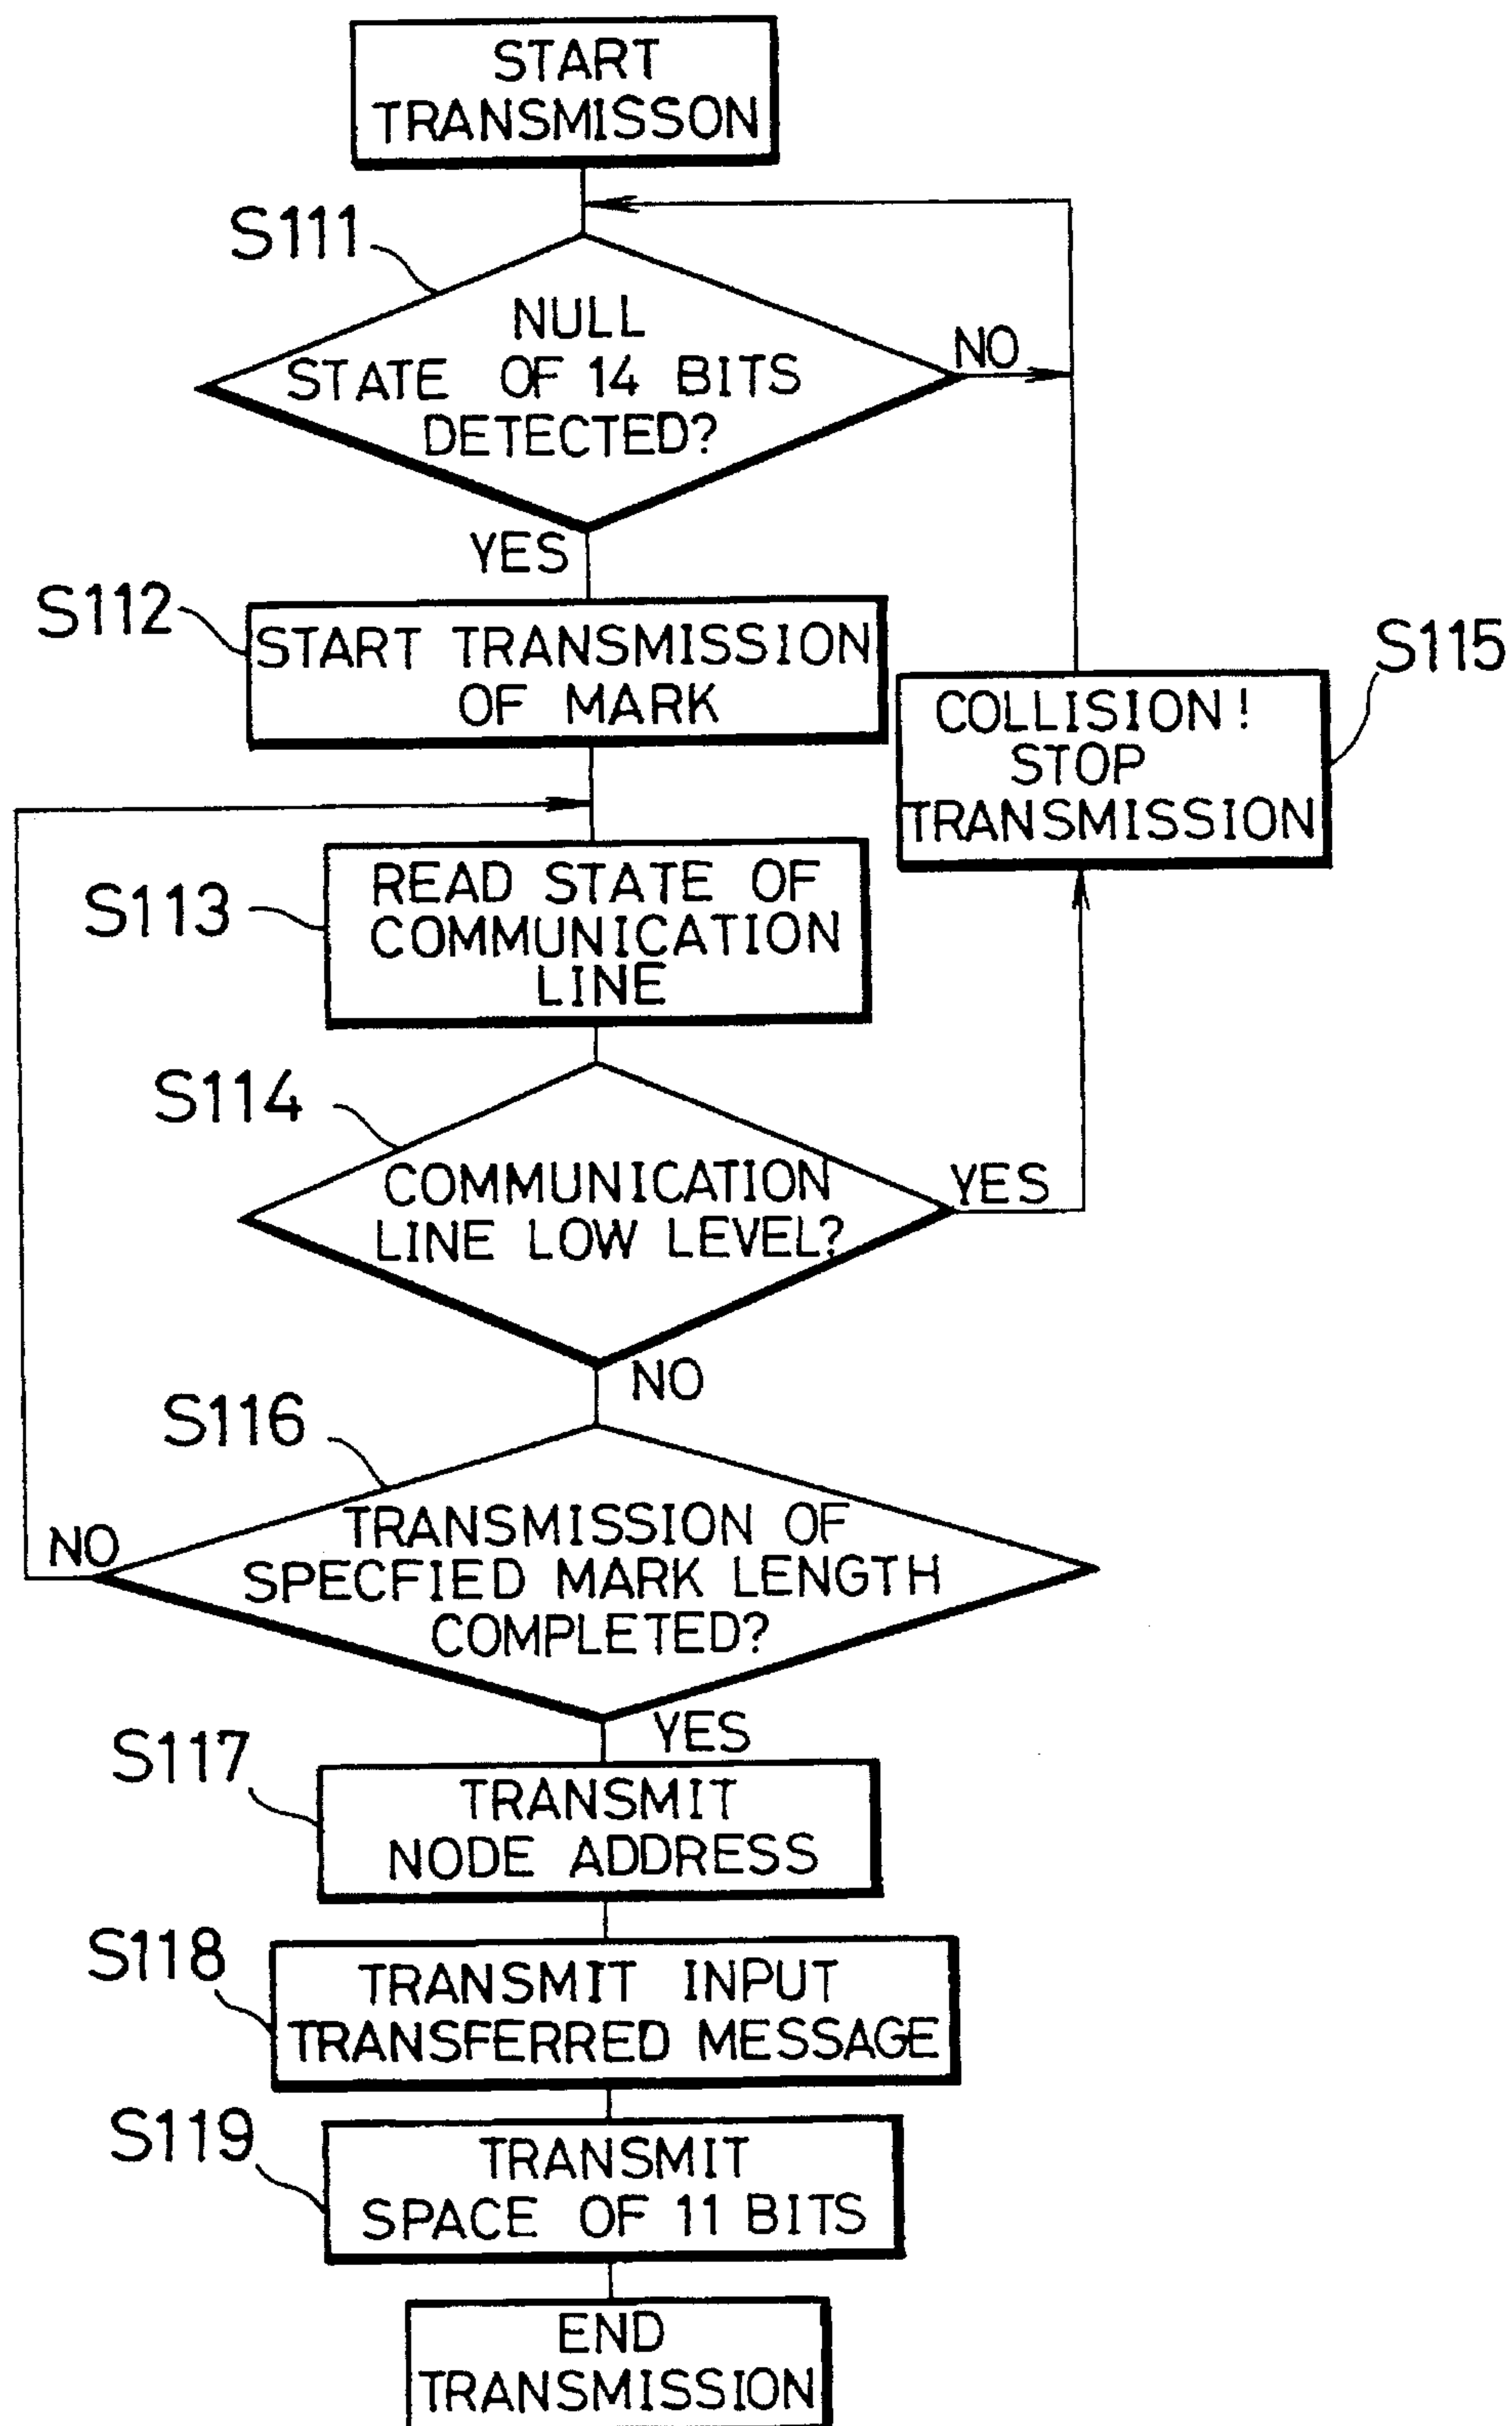 START
TRANSMISSON
S111
NULL
STATE OF 14 BITS
DETECTED?
NO
YES
S112
START TRANSMISSION
OF MARK
S115
COLLISION!
STOP
TRANSMISSION
S113
READ STATE OF
COMMUNICATION
LINE
S114
COMMUNICATION
LINE LOW LEVEL?
YES
NO
S116
TRANSMISSION OF
SPECFIED MARK LENGTH
COMPLETED?
NO
YES
S117
TRANSMIT
NODE ADDRESS
S118
TRANSMIT INPUT
TRANSFERRED MESSAGE
S119
TRANSMIT
SPACE OF 11 BITS
END
TRANSMISSION